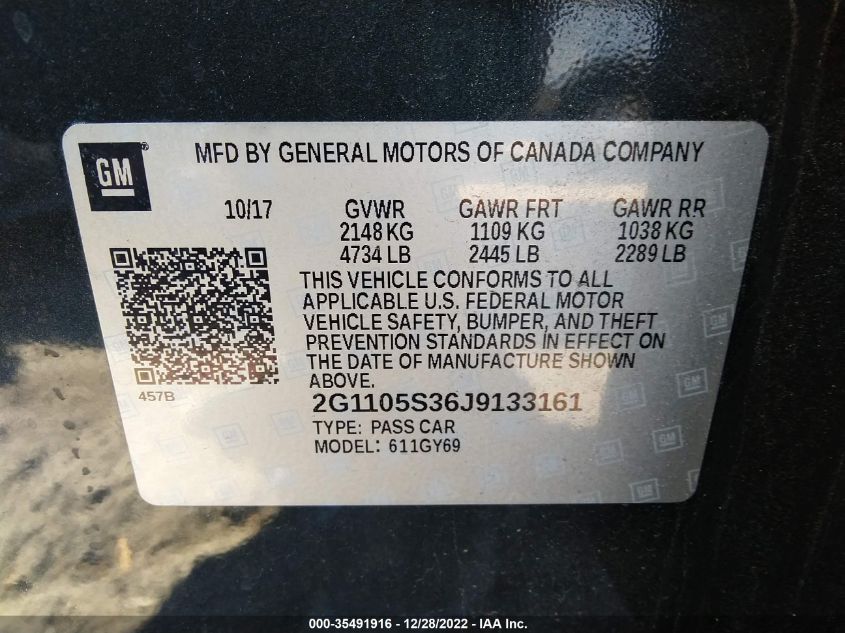 GM
MFD BY GENERAL MOTORS OF CANADA COMPANY
10/17 GVWR GAWR FRT GAWR RR
2148 KG 1109 KG 1038 KG
4734 LB 2445 LB 2289 LB
THIS VEHICLE CONFORMS TO ALL
APPLICABLE U.S. FEDERAL MOTOR
VEHICLE SAFETY, BUMPER, AND THEFT
PREVENTION STANDARDS IN EFFECT ON
THE DATE OF MANUFACTURE SHOWN
ABOVE.
457B
2G1105S36J9133161
TYPE: PASS CAR
MODEL: 611GY69
000-35491916 - 12/28/2022 - IAA Inc.